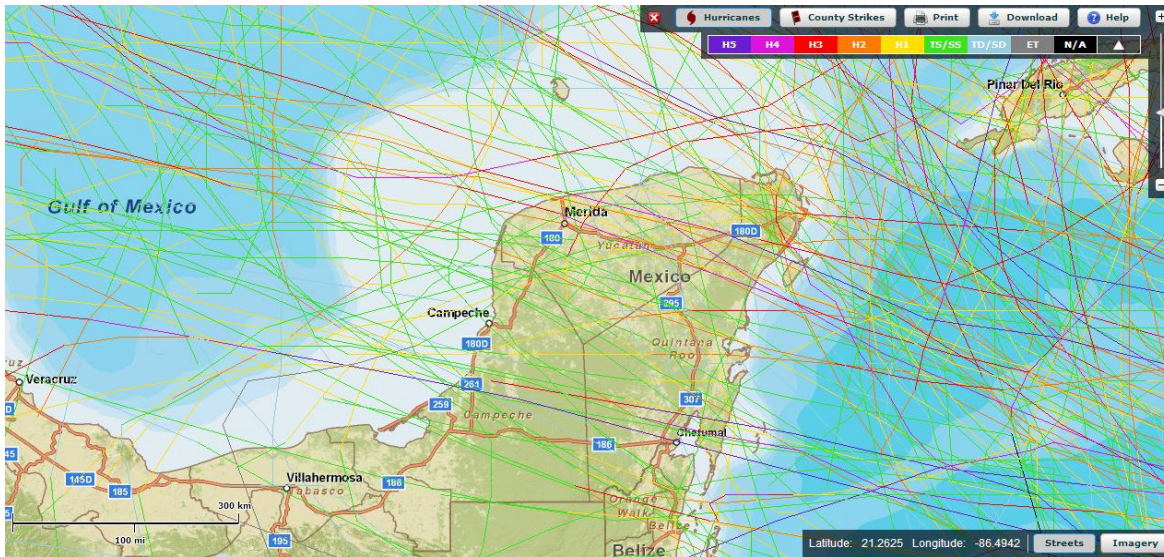 Hurricanes County Strikes Print Download Help
H5 H4 H3 H2 H1 TS/SS TD/SD ET N/A
Pinar Del Rio
Gulf of Mexico
Merida
180
Yucatan
180D
Mexico
295
Campeche
180D
Quintana
Roo
Veracruz
261
259
307
Campeche
Chetumal
186
45
145D
185
Villahermosa
Tabasco
186
300 km
Orange
Walk
Belize
100 mi
195
Belize
Latitude: 21.2625 Longitude: -86.4942 Streets Imagery